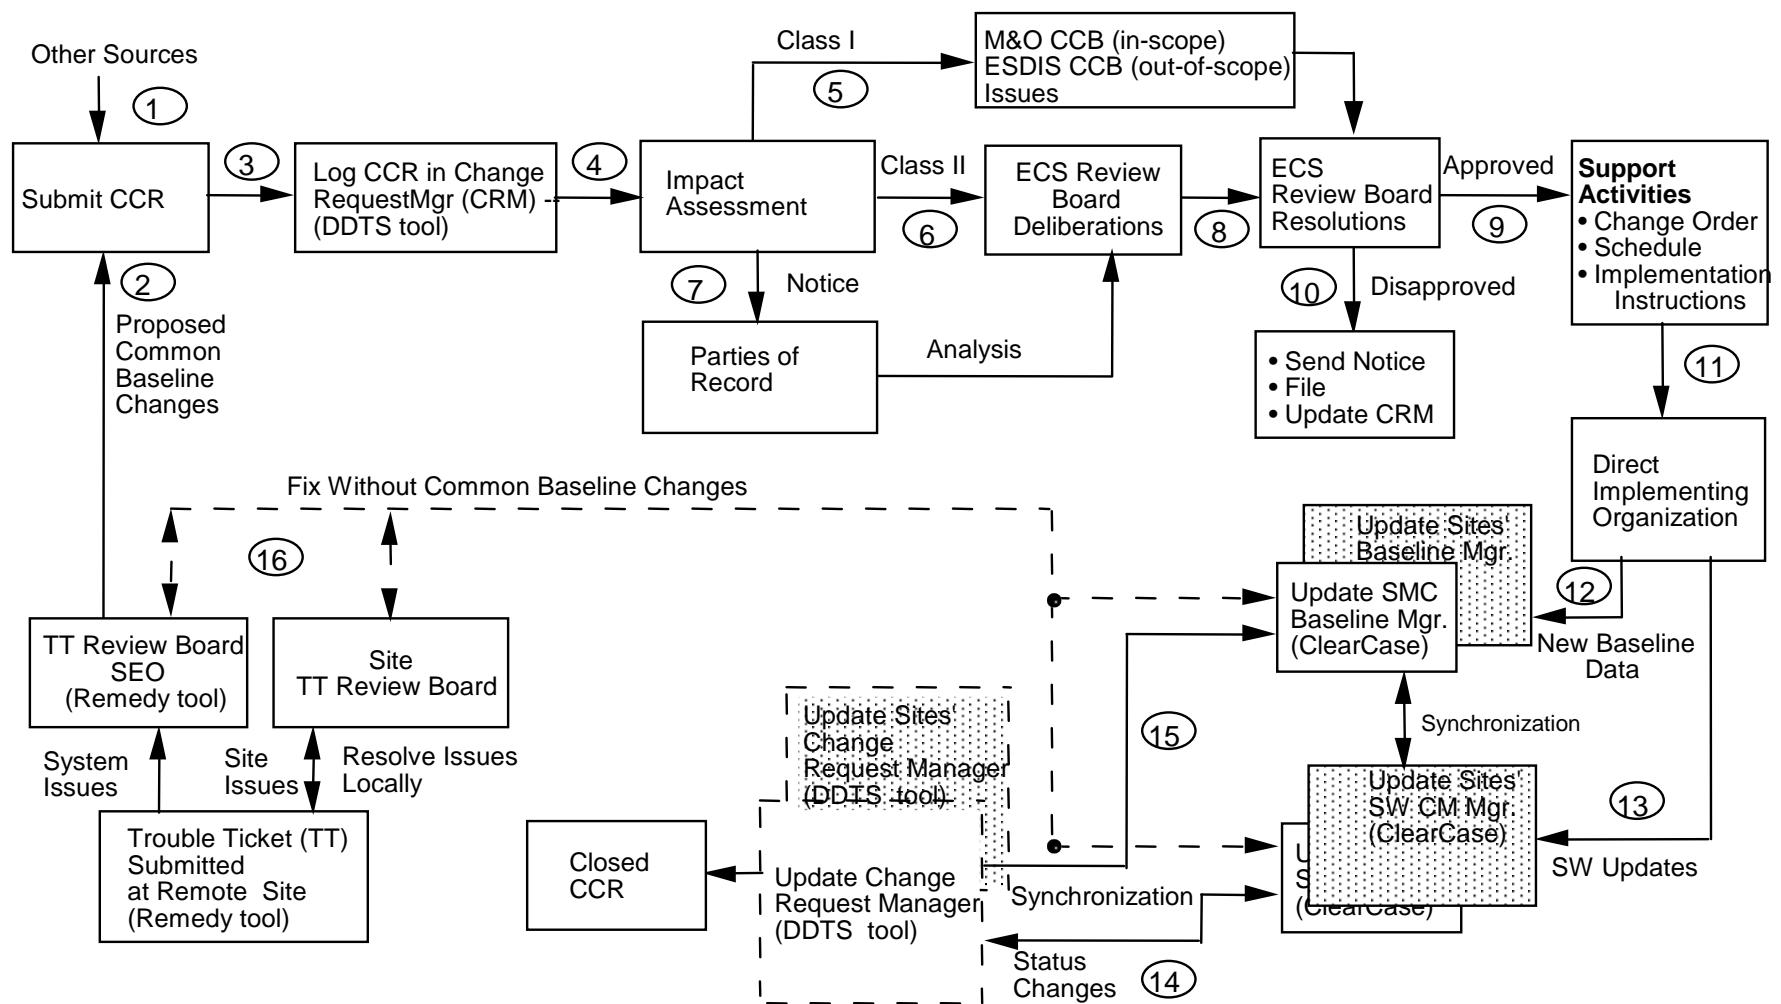 Other Sources
1
Submit CCR
3
Log CCR in Change
RequestMgr (CRM) --
(DDTS tool)
4
Impact
Assessment
Class I
5
M&O CCB (in-scope)
ESDIS CCB (out-of-scope)
Issues
Class II
6
ECS Review
Board
Deliberations
8
ECS
Review Board
Resolutions
Approved
9
Support
Activities
• Change Order
• Schedule
• Implementation
Instructions
2
Proposed
Common
Baseline
Changes
7
Notice
Parties of
Record
Analysis
10
Disapproved
• Send Notice
• File
• Update CRM
11
Direct
Implementing
Organization
Fix Without Common Baseline Changes
16
Update Sites'
Baseline Mgr.
Update SMC
Baseline Mgr.
(ClearCase)
12
New Baseline
Data
TT Review Board
SEO
(Remedy tool)
Site
TT Review Board
System
Issues
Site
Issues
Resolve Issues
Locally
Trouble Ticket (TT)
Submitted
at Remote Site
(Remedy tool)
Update Sites'
Change
Request Manager
(DDTS tool)
15
Synchronization
Update Sites'
SW CM Mgr.
(ClearCase)
13
SW Updates
(ClearCase)
Closed
CCR
Update Change
Request Manager
(DDTS tool)
Synchronization
Status
Changes
14